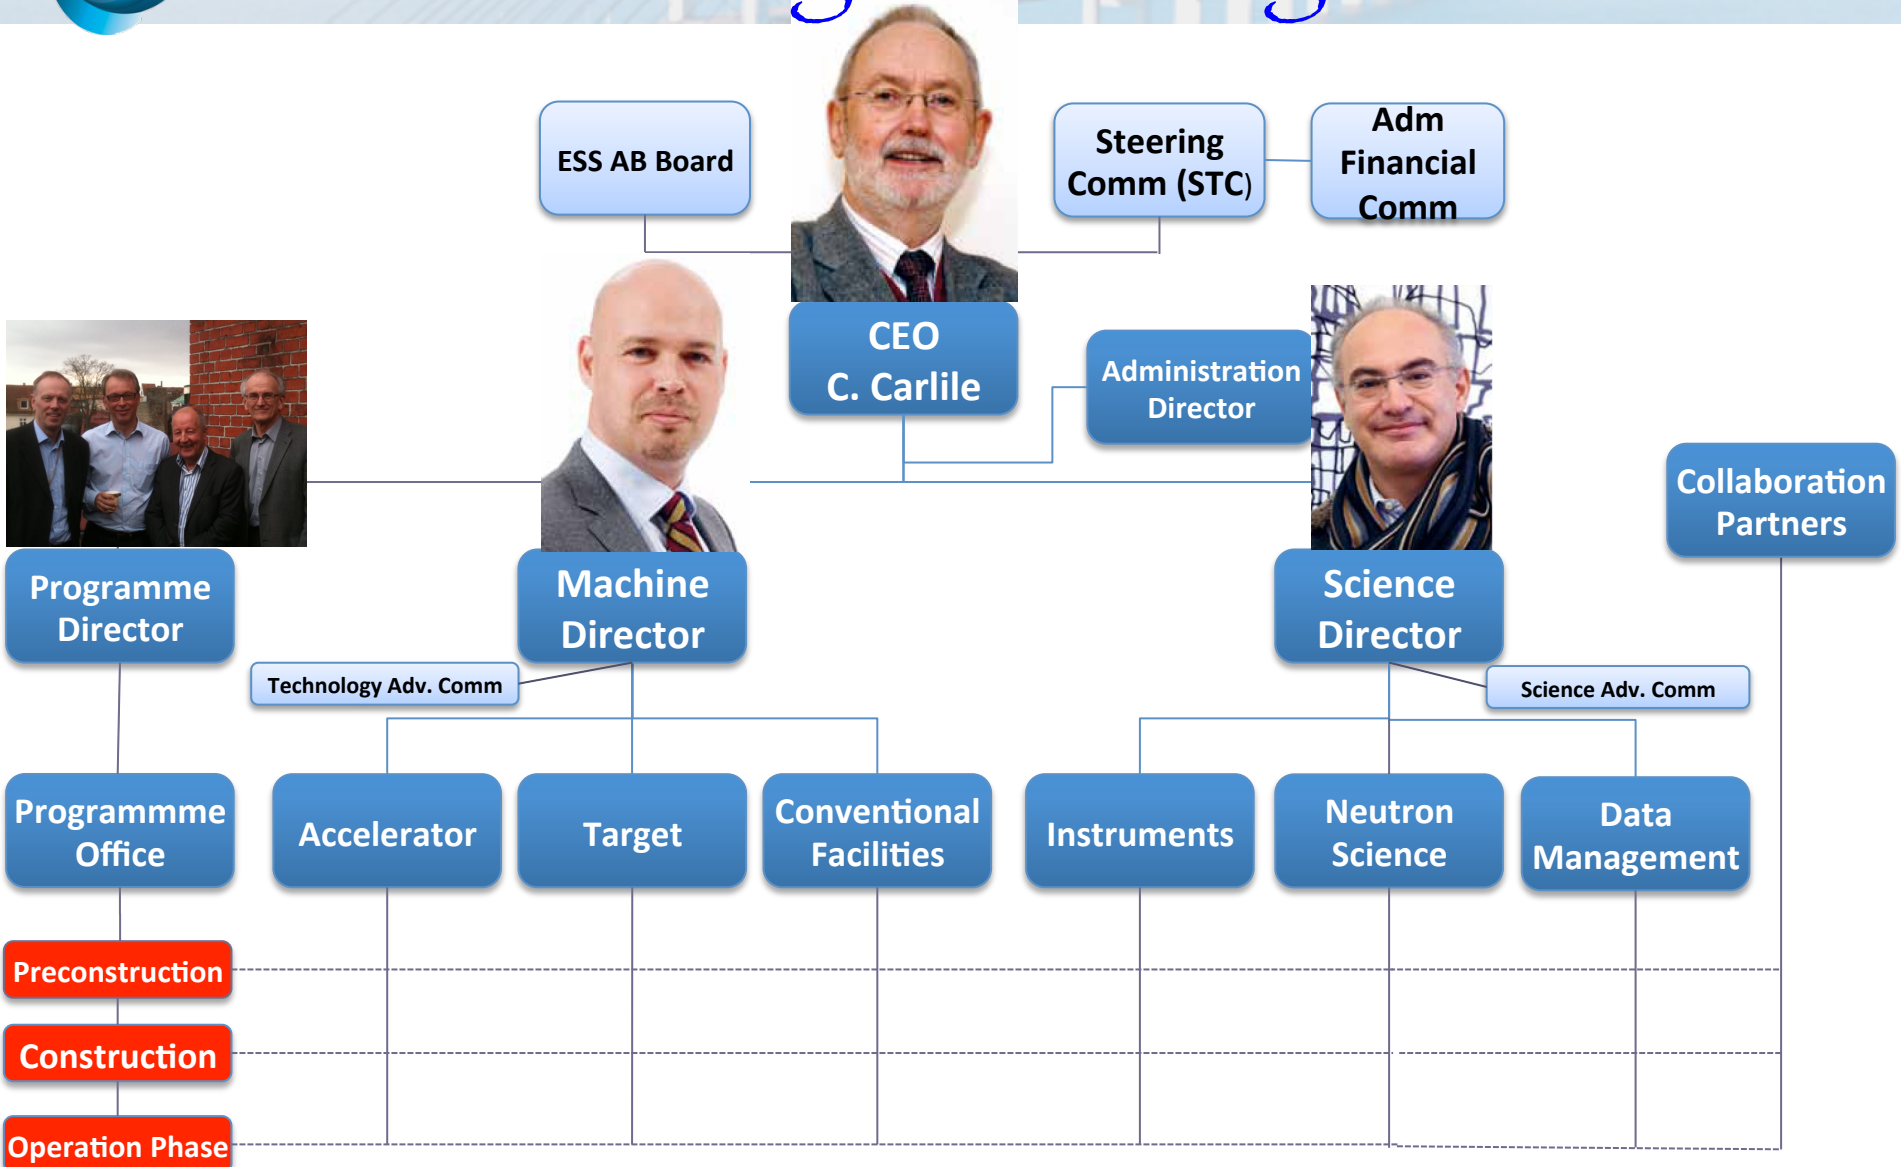 ESS AB Board
Steering
Comm (STC)
Adm
Financial
Comm
CEO
C. Carlile
Administration
Director
Collaboration
Partners
Programme
Director
Machine
Director
Science
Director
Technology Adv. Comm
Science Adv. Comm
Programmme
Office
Accelerator
Target
Conventional
Facilities
Instruments
Neutron
Science
Data
Management
Preconstruction
Construction
Operation Phase